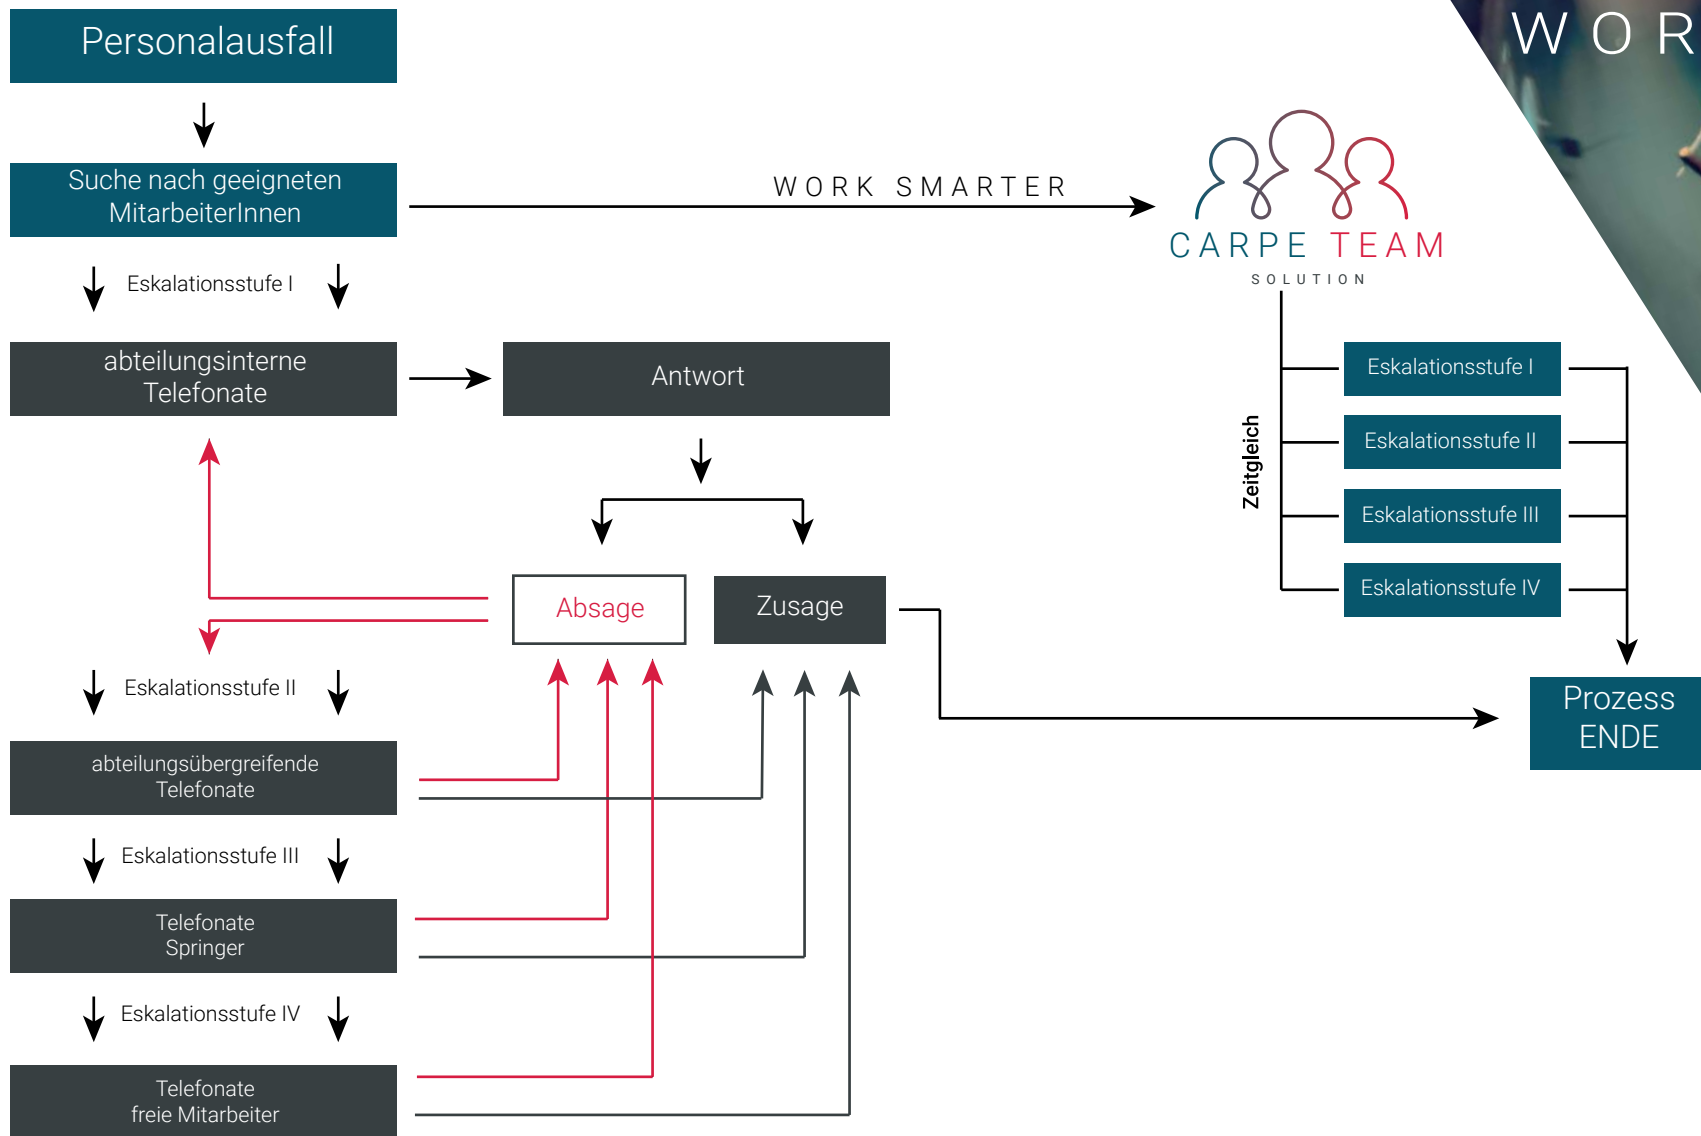 WOR
Personalausfall
Suche nach geeigneten
MitarbeiterInnen
WORK SMARTER
CARPE TEAM
SOLUTION
Eskalationsstufe I
abteilungsinterne
Telefonate
Antwort
Absage
Zusage
Eskalationsstufe II
abteilungsübergreifende
Telefonate
Eskalationsstufe III
Telefonate
Springer
Eskalationsstufe IV
Telefonate
freie Mitarbeiter
Zeitgleich
Eskalationsstufe I
Eskalationsstufe II
Eskalationsstufe III
Eskalationsstufe IV
Prozess
ENDE